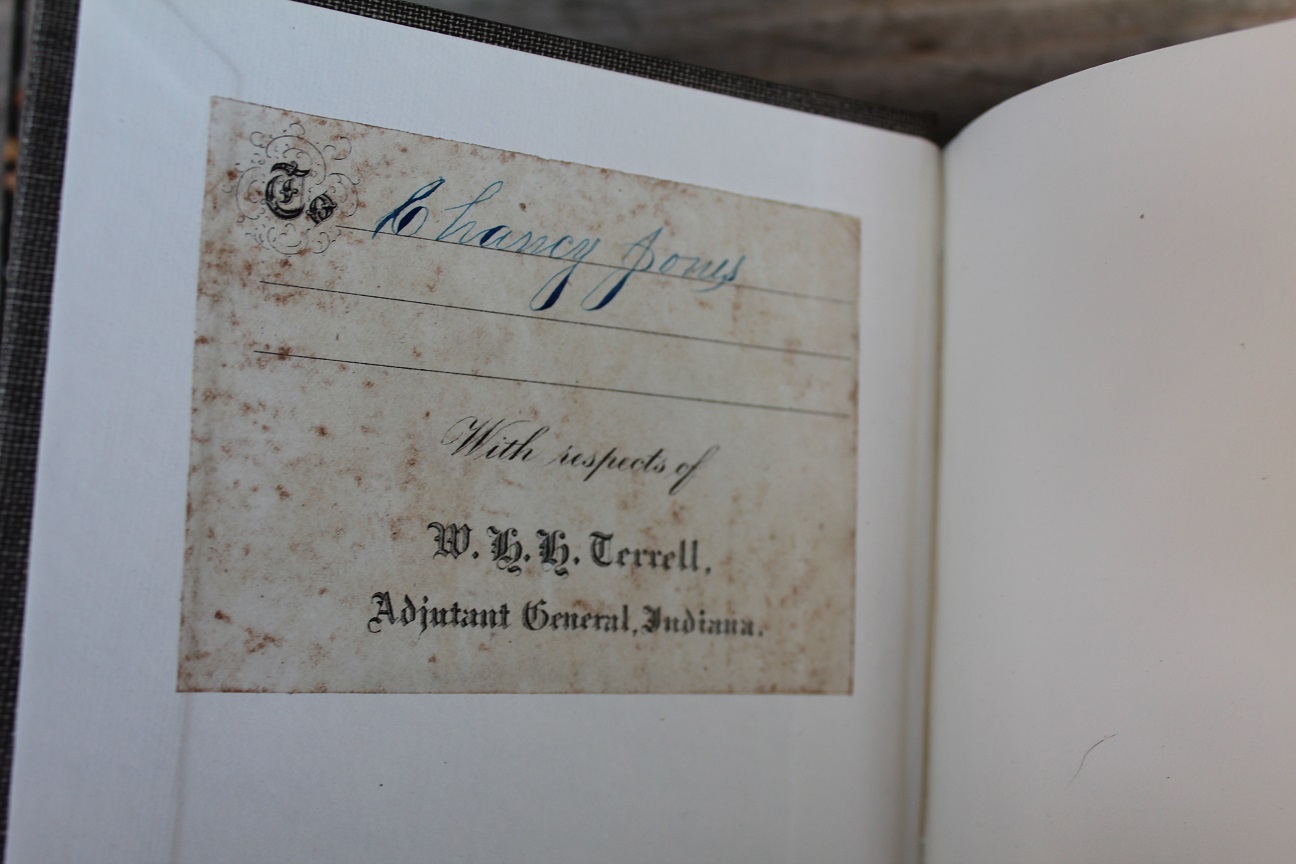 To Chancy Jones
With respects of
W. H. H. Terrell,
Adjutant General, Indiana.